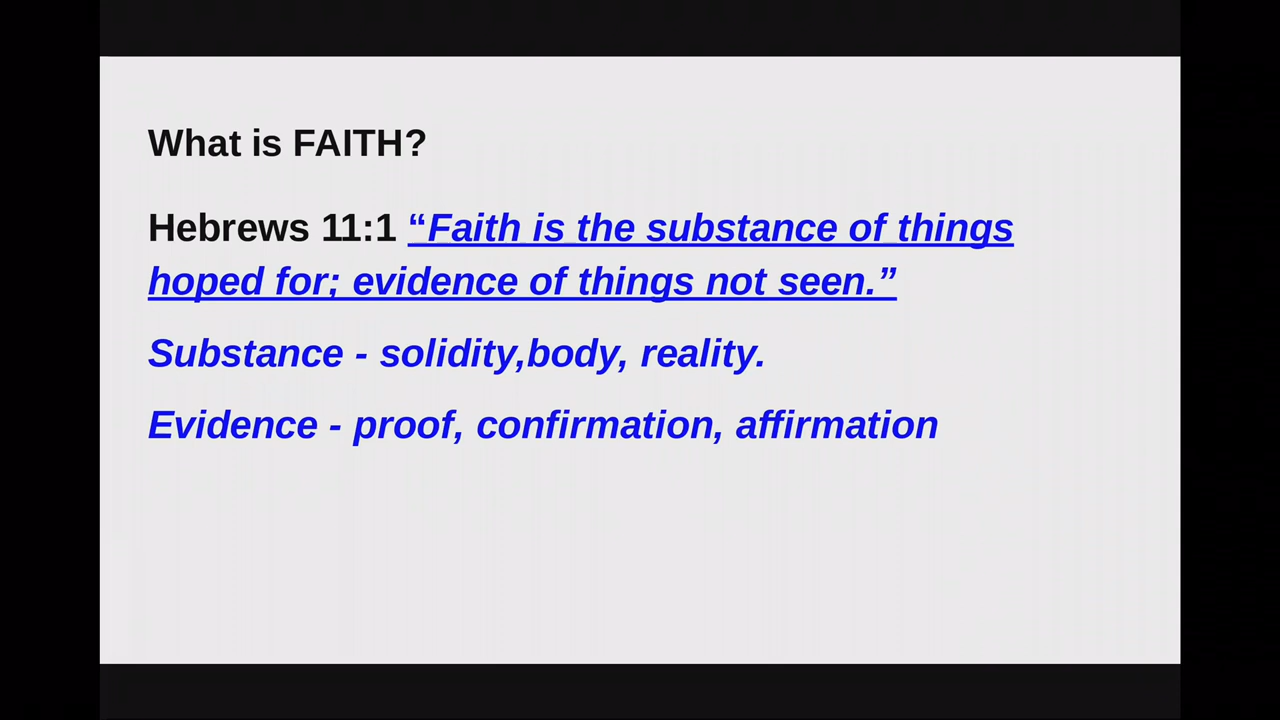 What is FAITH?
Hebrews 11:1 “Faith is the substance of things
hoped for; evidence of things not seen.”
Substance - solidity,body, reality.
Evidence - proof, confirmation, affirmation